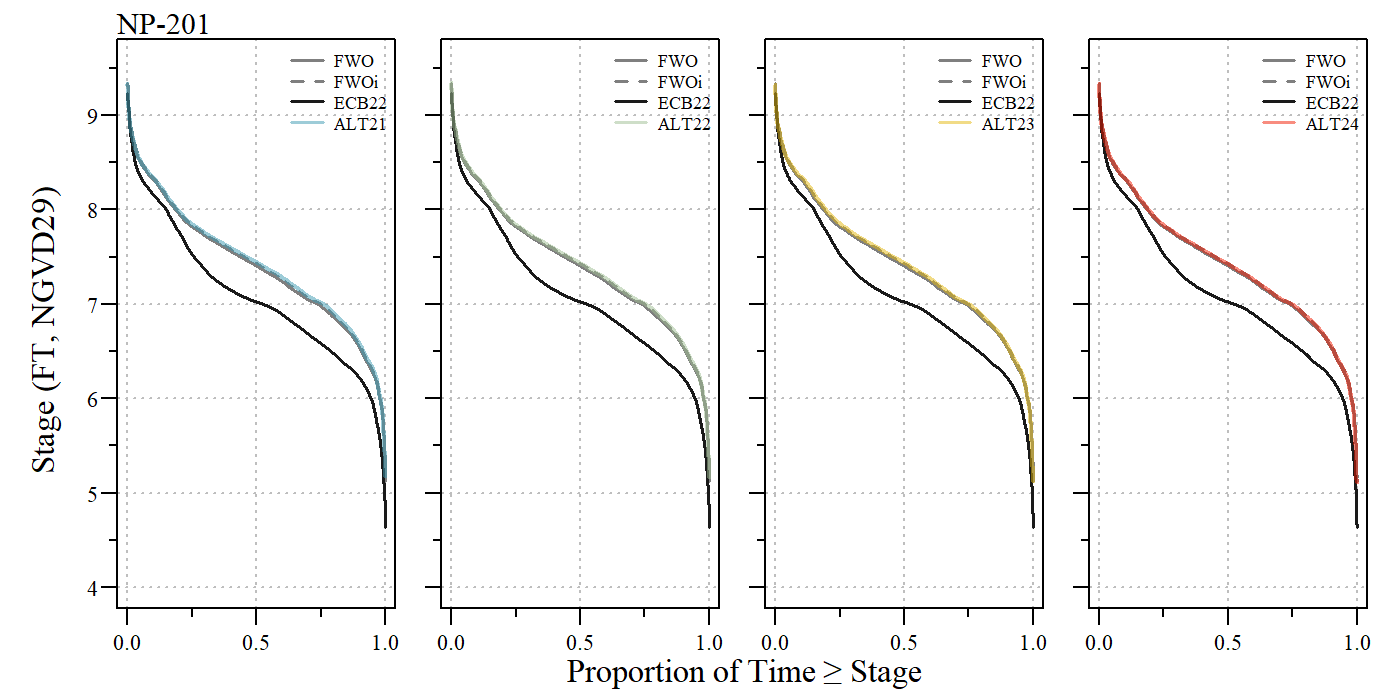 NP-201
Stage (FT, NGVD29)
9
8
7
6
5
4
FWO
FWOi
ECB22
ALT21
0.0 0.5 1.0
FWO
FWOi
ECB22
ALT22
0.0 0.5 1.0
FWO
FWOi
ECB22
ALT23
0.0 0.5 1.0
FWO
FWOi
ECB22
ALT24
0.0 0.5 1.0
Proportion of Time ≥ Stage